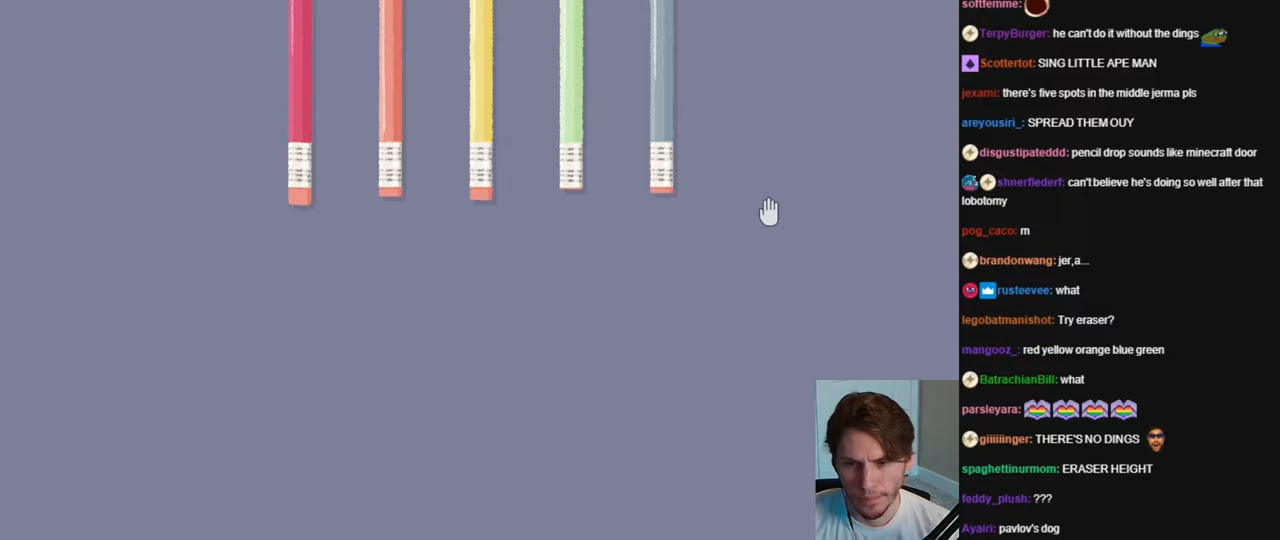 softfemme:
TerpyBurger: he can't do it without the dings
Scottertot: SING LITTLE APE MAN
jexami: there's five spots in the middle jerma pls
areyousiri_: SPREAD THEM OUY
disgustipateddd: pencil drop sounds like minecraft door
shnerflederf: can't believe he's doing so well after that
lobotomy
pog_caco: m
brandonwang: jer,a...
rusteevee: what
legobatmanishot: Try eraser?
mangooz_: red yellow orange blue green
BatrachianBill: what
parsleyara:
giiiiiinger: THERE'S NO DINGS
spaghettinurmom: ERASER HEIGHT
feddy_plush: ???
Ayairi: pavlov's dog